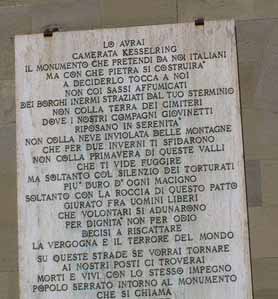 LO AVRAI
CAMERATA KESSELRING
IL MONUMENTO CHE PRETENDI DA NOI ITALIANI
MA CON CHE PIETRA SI COSTRUIRA'
A DECIDERLO TOCCA A NOI
NON COI SASSI AFFUMICATI
DEI BORGHI INERMI STRAZIATI DAL TUO STERMINIO
NON COLLA TERRA DEI CIMITERI
DOVE I NOSTRI COMPAGNI GIOVINETTI
RIPOSANO IN SERENITA'
NON COLLA NEVE INVIOLATA DELLE MONTAGNE
CHE PER DUE INVERNI TI SFIDARONO
NON COLLA PRIMAVERA DI QUESTE VALLI
CHE TI VIDE FUGGIRE
MA SOLTANTO COL SILENZIO DEI TORTURATI
PIU' DURO D'OGNI MACIGNO
SOLTANTO CON LA ROCCIA DI QUESTO PATTO
GIURATO FRA UOMINI LIBERI
CHE VOLONTARI SI ADUNARONO
PER DIGNITA' NON PER ODIO
DECISI A RISCATTARE
LA VERGOGNA E IL TERRORE DEL MONDO
SU QUESTE STRADE SE VORRAI TORNARE
AI NOSTRI POSTI CI TROVERAI
MORTI E VIVI CON LO STESSO IMPEGNO
POPOLO SERRATO INTORNO AL MONUMENTO
CHE SI CHIAMA